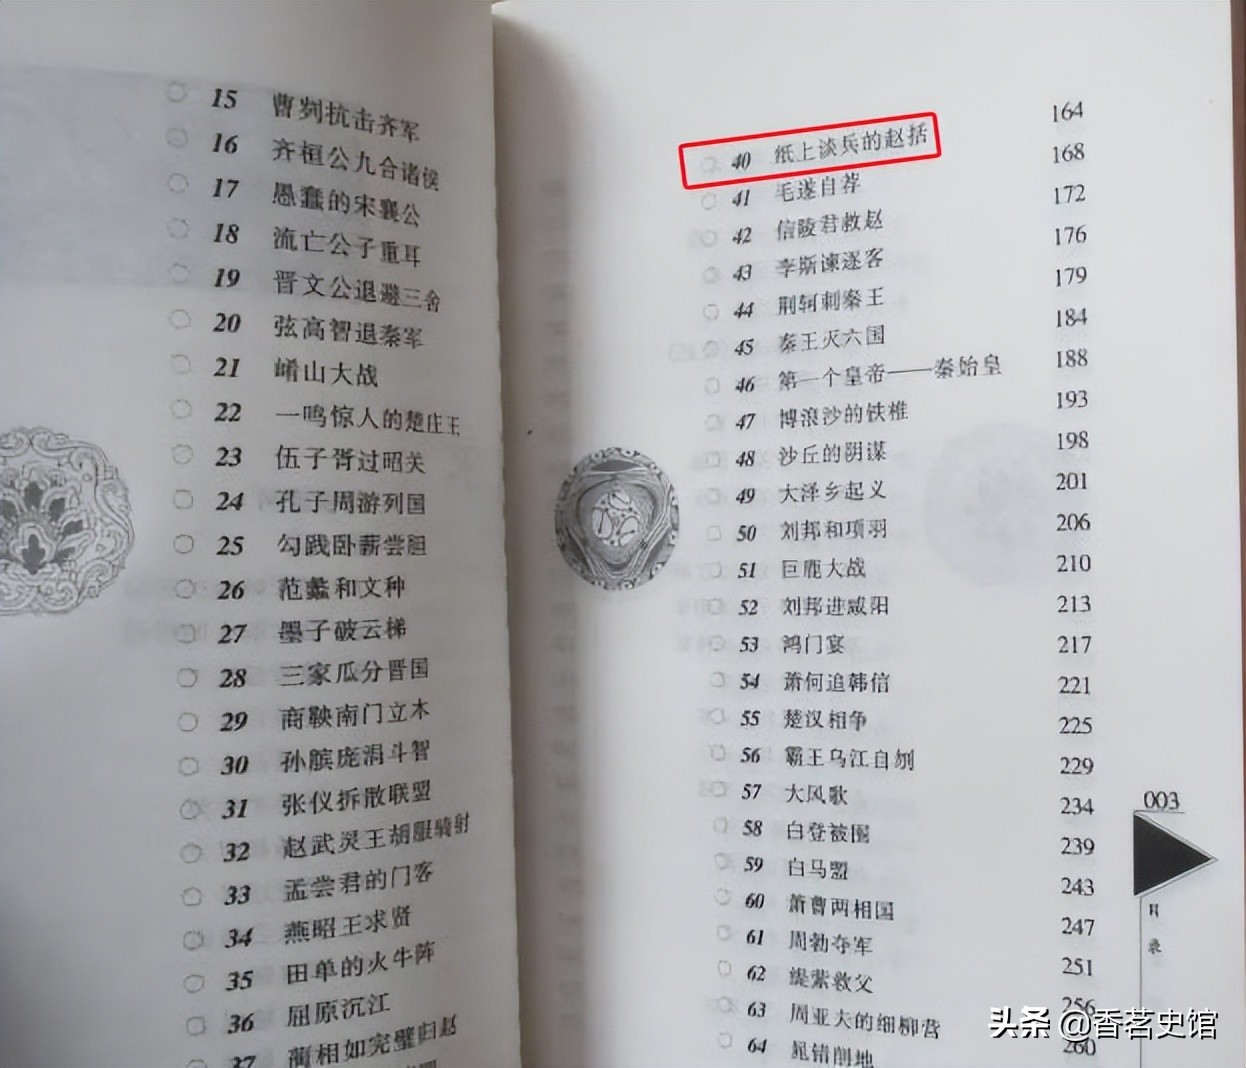 15 曹刿抗击齐军
16 齐桓公九合诸侯
17 愚蠢的宋襄公
18 流亡公子重耳
19 晋文公退避三舍
20 弦高智退秦军
21 崤山大战
22 一鸣惊人的楚庄王
23 伍子胥过昭关
24 孔子周游列国
25 勾践卧薪尝胆
26 范蠡和文种
27 墨子破云梯
28 三家瓜分晋国
29 商鞅南门立木
30 孙膑庞涓斗智
31 张仪拆散联盟
32 赵武灵王胡服骑射
33 孟尝君的门客
34 燕昭王求贤
35 田单的火牛阵
36 屈原沉江
37 蔺相如完璧归赵
40 纸上谈兵的赵括 164
41 毛遂自荐 168
42 信陵君救赵 172
43 李斯谏逐客 176
44 荆轲刺秦王 179
45 秦王灭六国 184
46 第一个皇帝——秦始皇 188
47 博浪沙的铁椎 193
48 沙丘的阴谋 198
49 大泽乡起义 201
50 刘邦和项羽 206
51 巨鹿大战 210
52 刘邦进咸阳 213
53 鸿门宴 217
54 萧何追韩信 221
55 楚汉相争 225
56 霸王乌江自刎 229
57 大风歌 234
58 白登被围 239
59 白马盟 243
60 萧曹两相国 247
61 周勃夺军 251
62 缇萦救父 256
63 周亚夫的细柳营 260
64 晁错削地
003
目录
头条 @香茗史馆